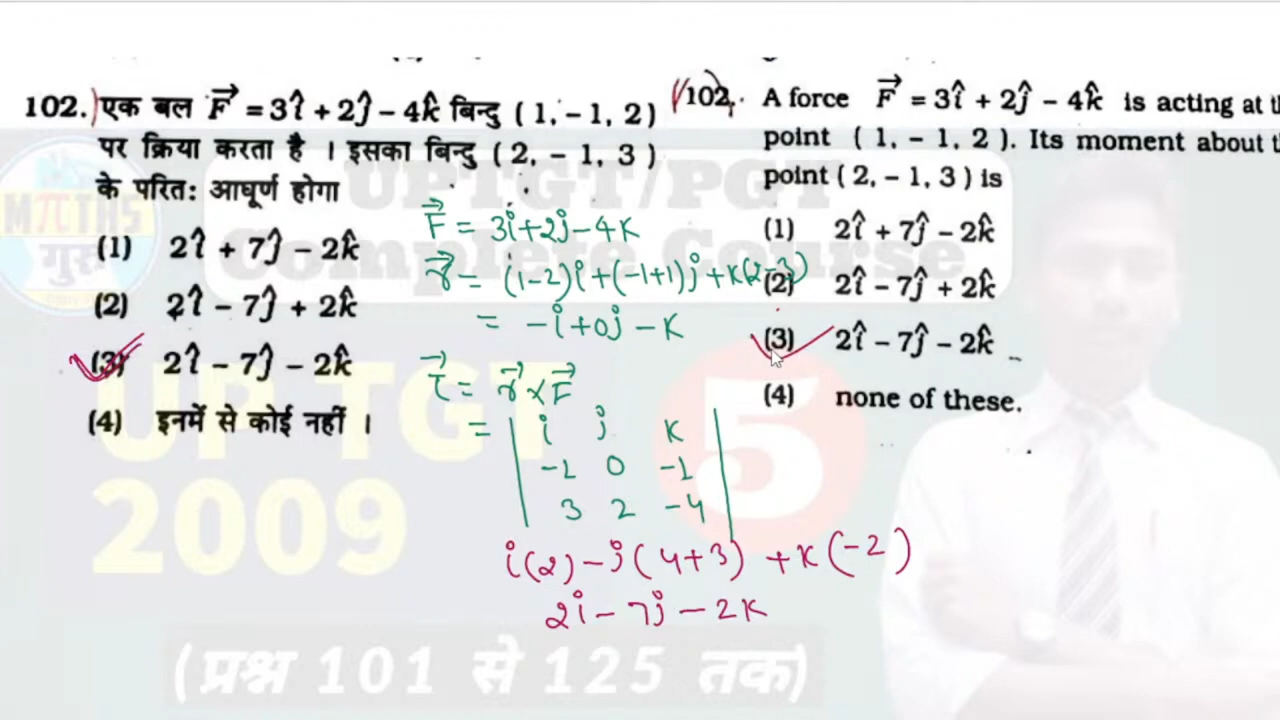 102. एक बल F⃗ = 3î + 2ĵ − 4k̂ बिन्दु ( 1, − 1, 2 )
पर क्रिया करता है । इसका बिन्दु ( 2, − 1, 3 )
के परित: आघूर्ण होगा
(1) 2î + 7ĵ − 2k̂
(2) 2î − 7ĵ + 2k̂
(3) 2î − 7ĵ − 2k̂
(4) इनमें से कोई नहीं ।
102. A force F⃗ = 3î + 2ĵ − 4k̂ is acting at th
point ( 1, − 1, 2 ). Its moment about t
point ( 2, − 1, 3 ) is
(1) 2î + 7ĵ − 2k̂
(2) 2î − 7ĵ + 2k̂
(3) 2î − 7ĵ − 2k̂
(4) none of these.
F⃗ = 3i+2j−4k
r⃗ = (1−2)i+(−1+1)j+k(2−3)
= −i+0j−k
τ⃗ = r⃗ × F⃗
= | i j k
−1 0 −1
3 2 −4 |
i(2)−j(4+3) +k(−2)
2i − 7j − 2k
MπTHS
गुरु
UPTGT/PGT
Complete Course
UP TGT
2009
5
(प्रश्न 101 से 125 तक)